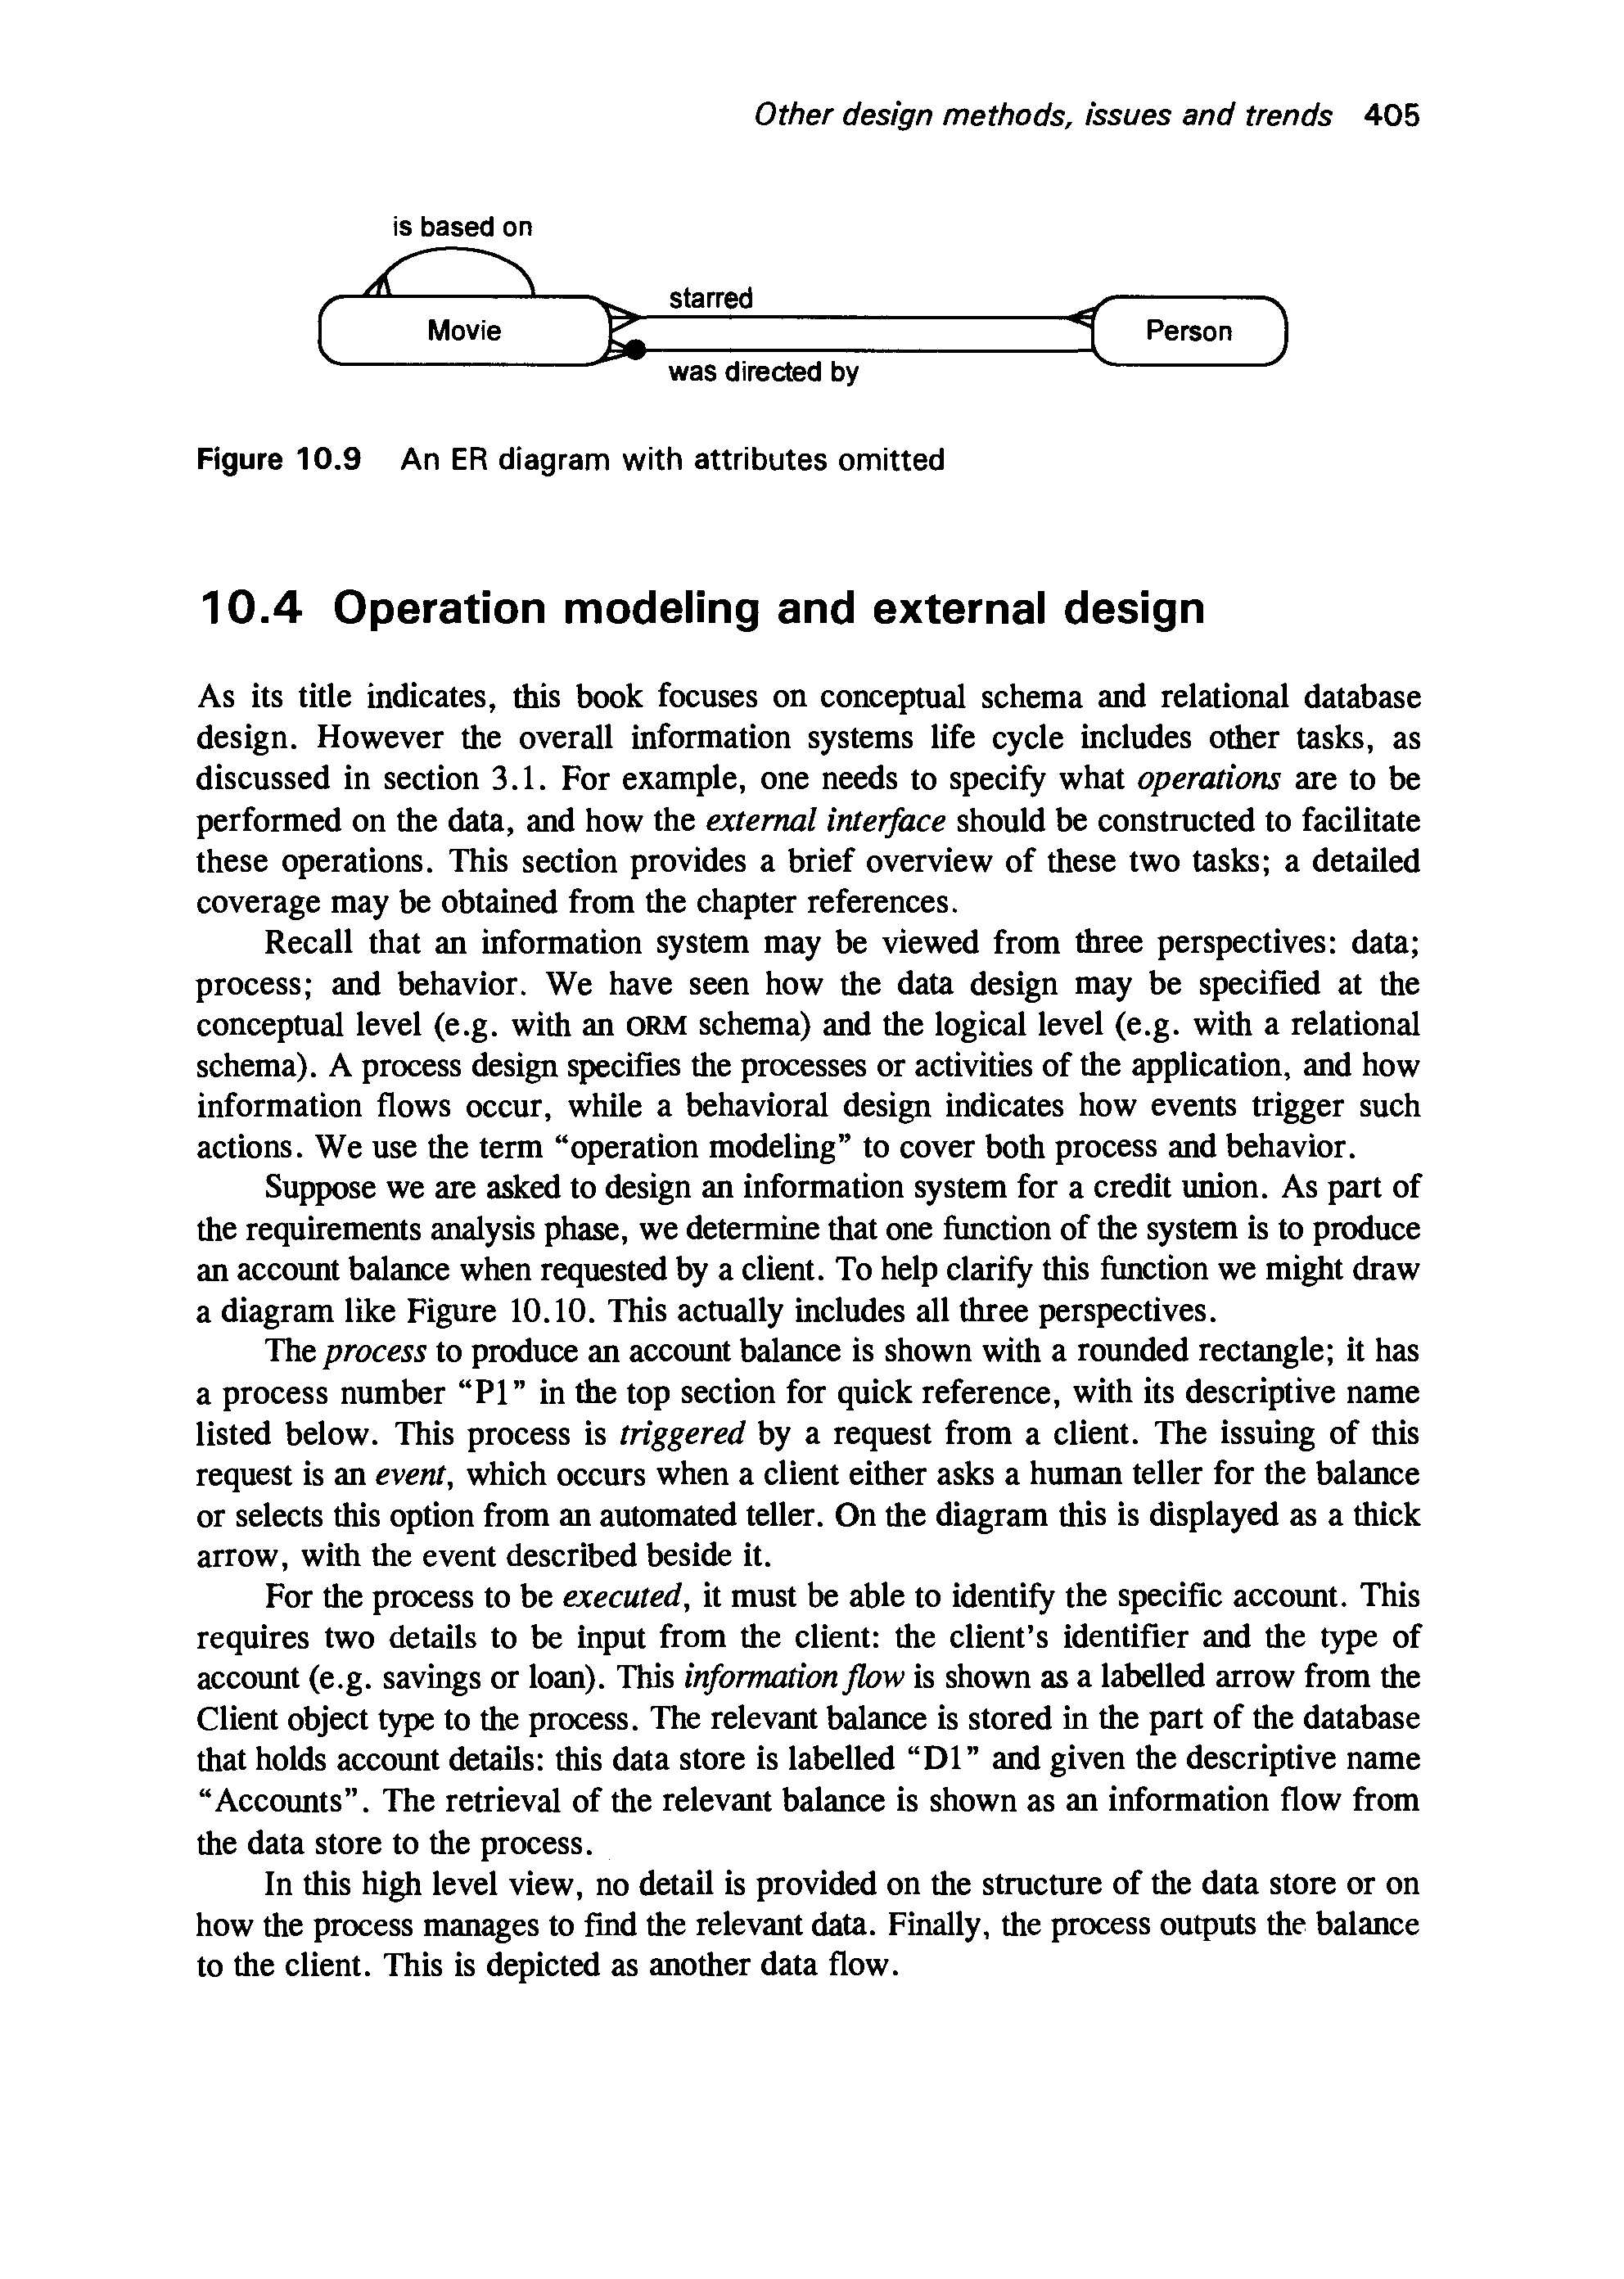 Other design methods, issues and trends 405
is based on
starred
Movie
Person
was directed by
Figure 10.9 An ER diagram with attributes omitted
10.4 Operation modeling and external design
As its title indicates, this book focuses on conceptual schema and relational database
design. However the overall information systems life cycle includes other tasks, as
discussed in section 3.1. For example, one needs to specify what operations are to be
performed on the data, and how the external interface should be constructed to facilitate
these operations. This section provides a brief overview of these two tasks; a detailed
coverage may be obtained from the chapter references.
Recall that an information system may be viewed from three perspectives: data;
process; and behavior. We have seen how the data design may be specified at the
conceptual level (e.g. with an ORM schema) and the logical level (e.g. with a relational
schema). A process design specifies the processes or activities of the application, and how
information flows occur, while a behavioral design indicates how events trigger such
actions. We use the term “operation modeling” to cover both process and behavior.
Suppose we are asked to design an information system for a credit union. As part of
the requirements analysis phase, we determine that one function of the system is to produce
an account balance when requested by a client. To help clarify this function we might draw
a diagram like Figure 10.10. This actually includes all three perspectives.
The process to produce an account balance is shown with a rounded rectangle; it has
a process number “P1” in the top section for quick reference, with its descriptive name
listed below. This process is triggered by a request from a client. The issuing of this
request is an event, which occurs when a client either asks a human teller for the balance
or selects this option from an automated teller. On the diagram this is displayed as a thick
arrow, with the event described beside it.
For the process to be executed, it must be able to identify the specific account. This
requires two details to be input from the client: the client’s identifier and the type of
account (e.g. savings or loan). This information flow is shown as a labelled arrow from the
Client object type to the process. The relevant balance is stored in the part of the database
that holds account details: this data store is labelled “D1” and given the descriptive name
“Accounts”. The retrieval of the relevant balance is shown as an information flow from
the data store to the process.
In this high level view, no detail is provided on the structure of the data store or on
how the process manages to find the relevant data. Finally, the process outputs the balance
to the client. This is depicted as another data flow.